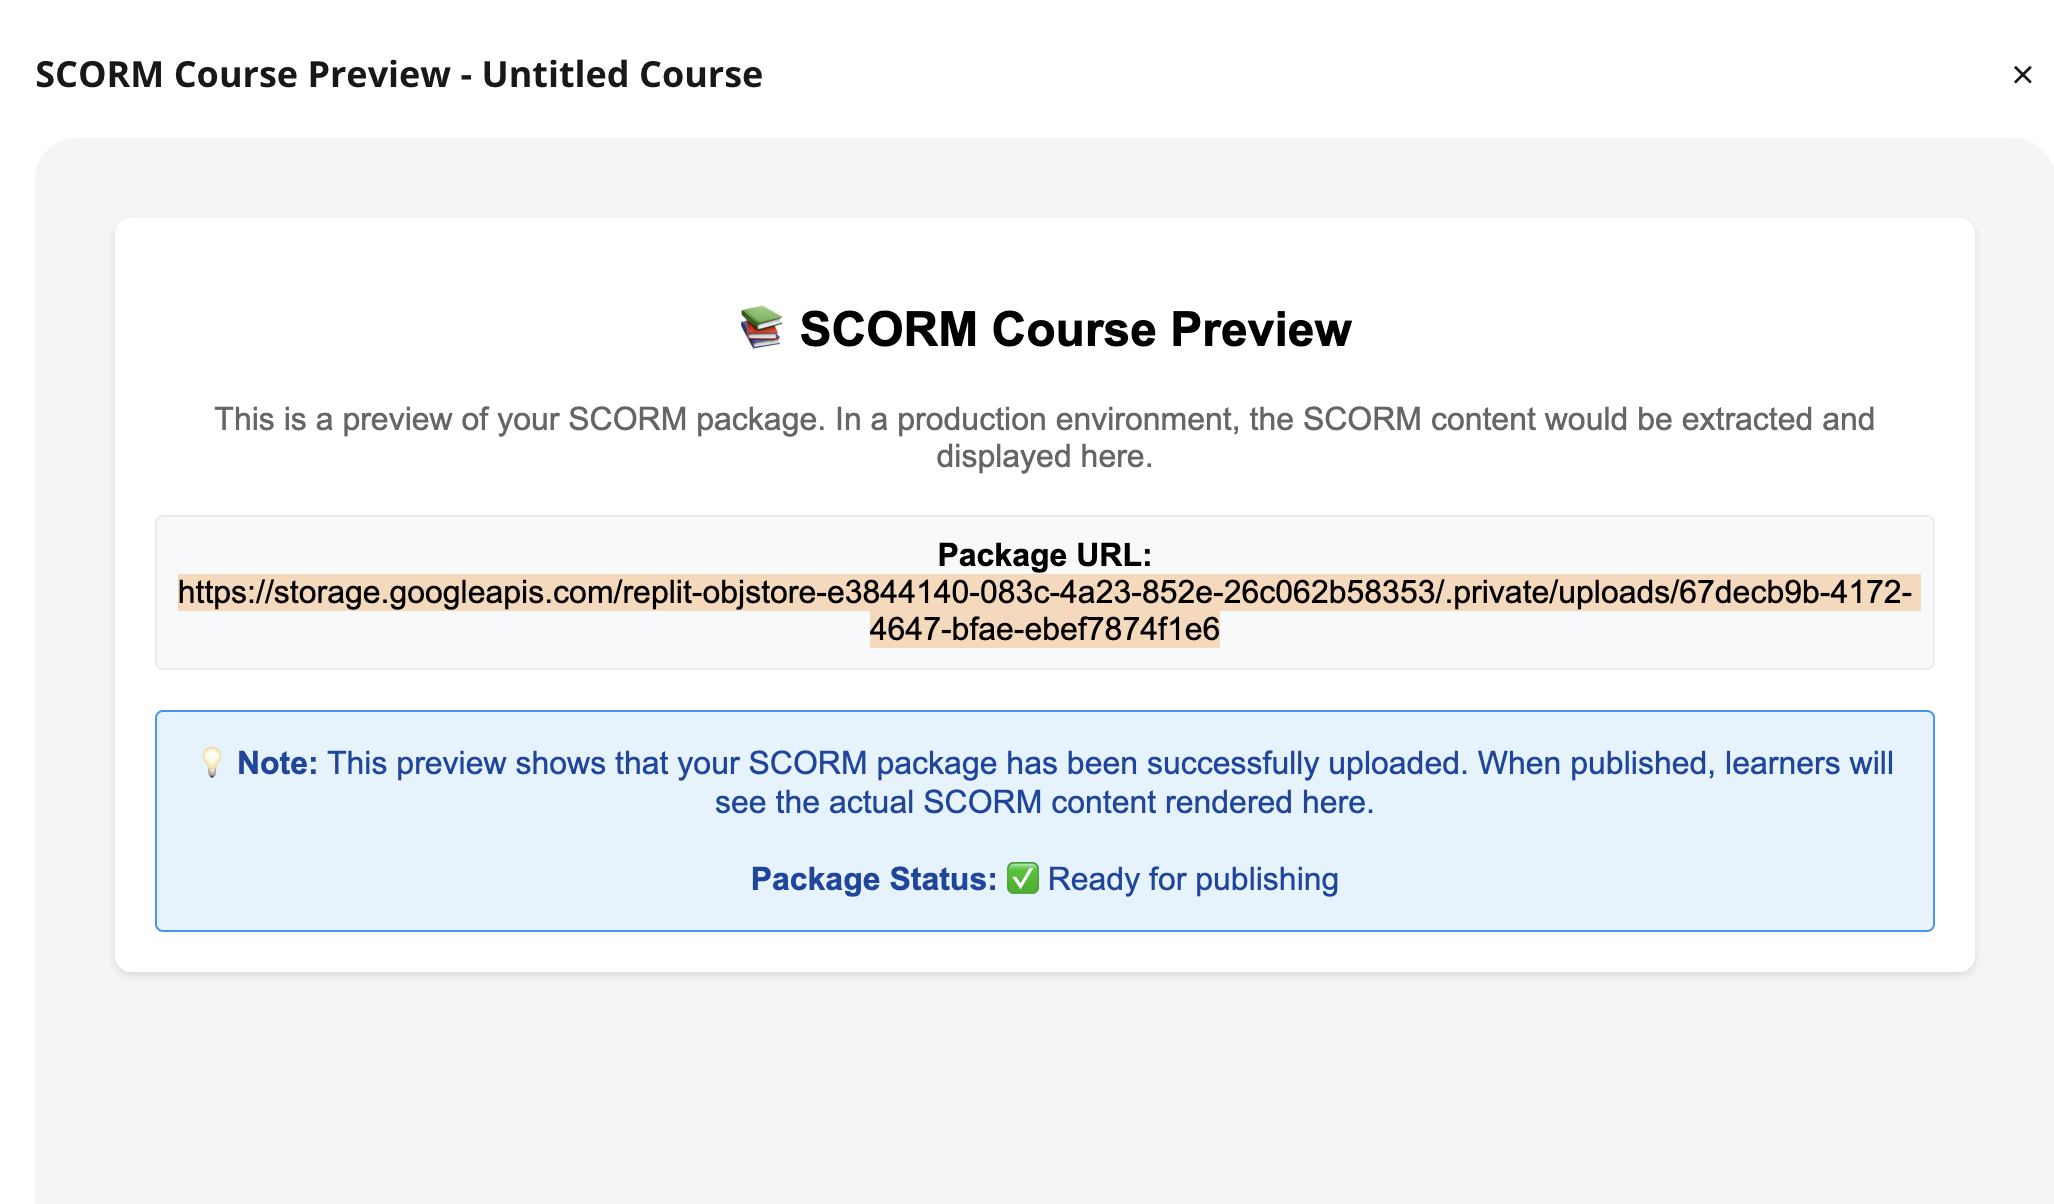 SCORM Course Preview - Untitled Course
📚 SCORM Course Preview
This is a preview of your SCORM package. In a production environment, the SCORM content would be extracted and
displayed here.
Package URL:
https://storage.googleapis.com/replit-objstore-e3844140-083c-4a23-852e-26c062b58353/.private/uploads/67decb9b-4172-
4647-bfae-ebef7874f1e6
💡 Note: This preview shows that your SCORM package has been successfully uploaded. When published, learners will
see the actual SCORM content rendered here.
Package Status: ✅ Ready for publishing